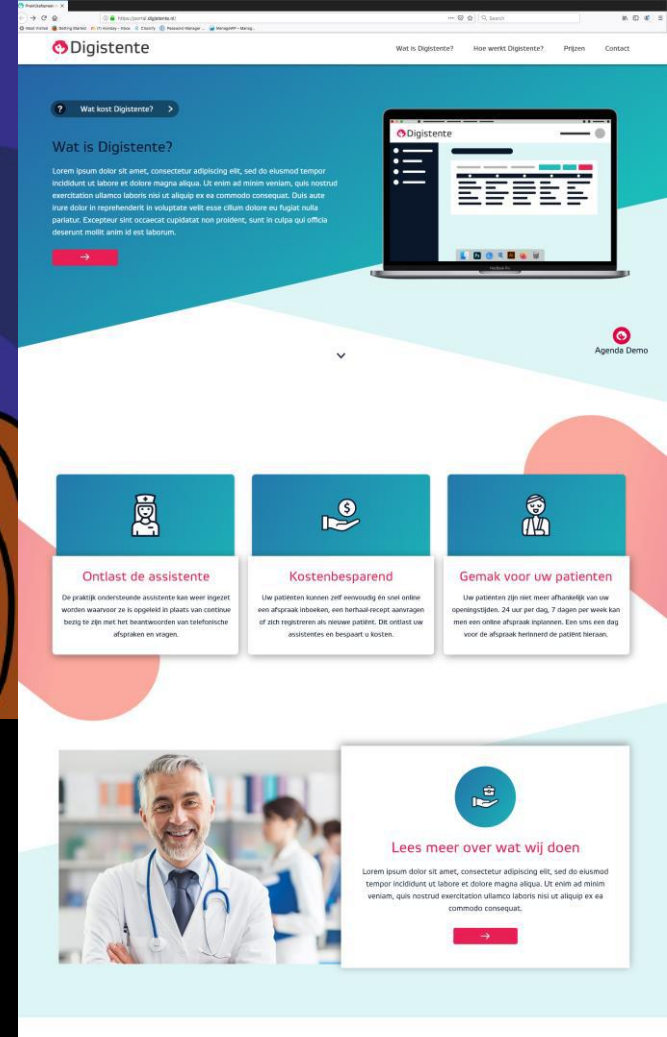 https://portal.digistente.nl/
Search
Digistente
Wat is Digistente?
Hoe werkt Digistente?
Prijzen
Contact
? Wat kost Digistente? >
Wat is Digistente?
Lorem ipsum dolor sit amet, consectetur adipiscing elit, sed do eiusmod tempor
incididunt ut labore et dolore magna aliqua. Ut enim ad minim veniam, quis nostrud
exercitation ullamco laboris nisi ut aliquip ex ea commodo consequat. Duis aute
irure dolor in reprehenderit in voluptate velit esse cillum dolore eu fugiat nulla
pariatur. Excepteur sint occaecat cupidatat non proident, sunt in culpa qui officia
deserunt mollit anim id est laborum.
Digistente
Agenda Demo
Ontlast de assistente
De praktijk ondersteunde assistente kan weer ingezet
worden waarvoor ze is opgeleid in plaats van continue
bezig te zijn met het beantwoorden van telefonische
afspraken en vragen.
Kostenbesparend
Uw patiënten kunnen zelf eenvoudig én snel online
een afspraak inboeken, een herhaal-recept aanvragen
of zich registreren als nieuwe patiënt. Dit ontlast uw
assistentes en bespaart u kosten.
Gemak voor uw patienten
Uw patiënten zijn niet meer afhankelijk van uw
openingstijden. 24 uur per dag, 7 dagen per week kan
men een online afspraak inplannen. Een sms een dag
voor de afspraak herinnerd de patiënt hieraan.
Lees meer over wat wij doen
Lorem ipsum dolor sit amet, consectetur adipiscing elit, sed do eiusmod
tempor incididunt ut labore et dolore magna aliqua. Ut enim ad minim
veniam, quis nostrud exercitation ullamco laboris nisi ut aliquip ex ea
commodo consequat.